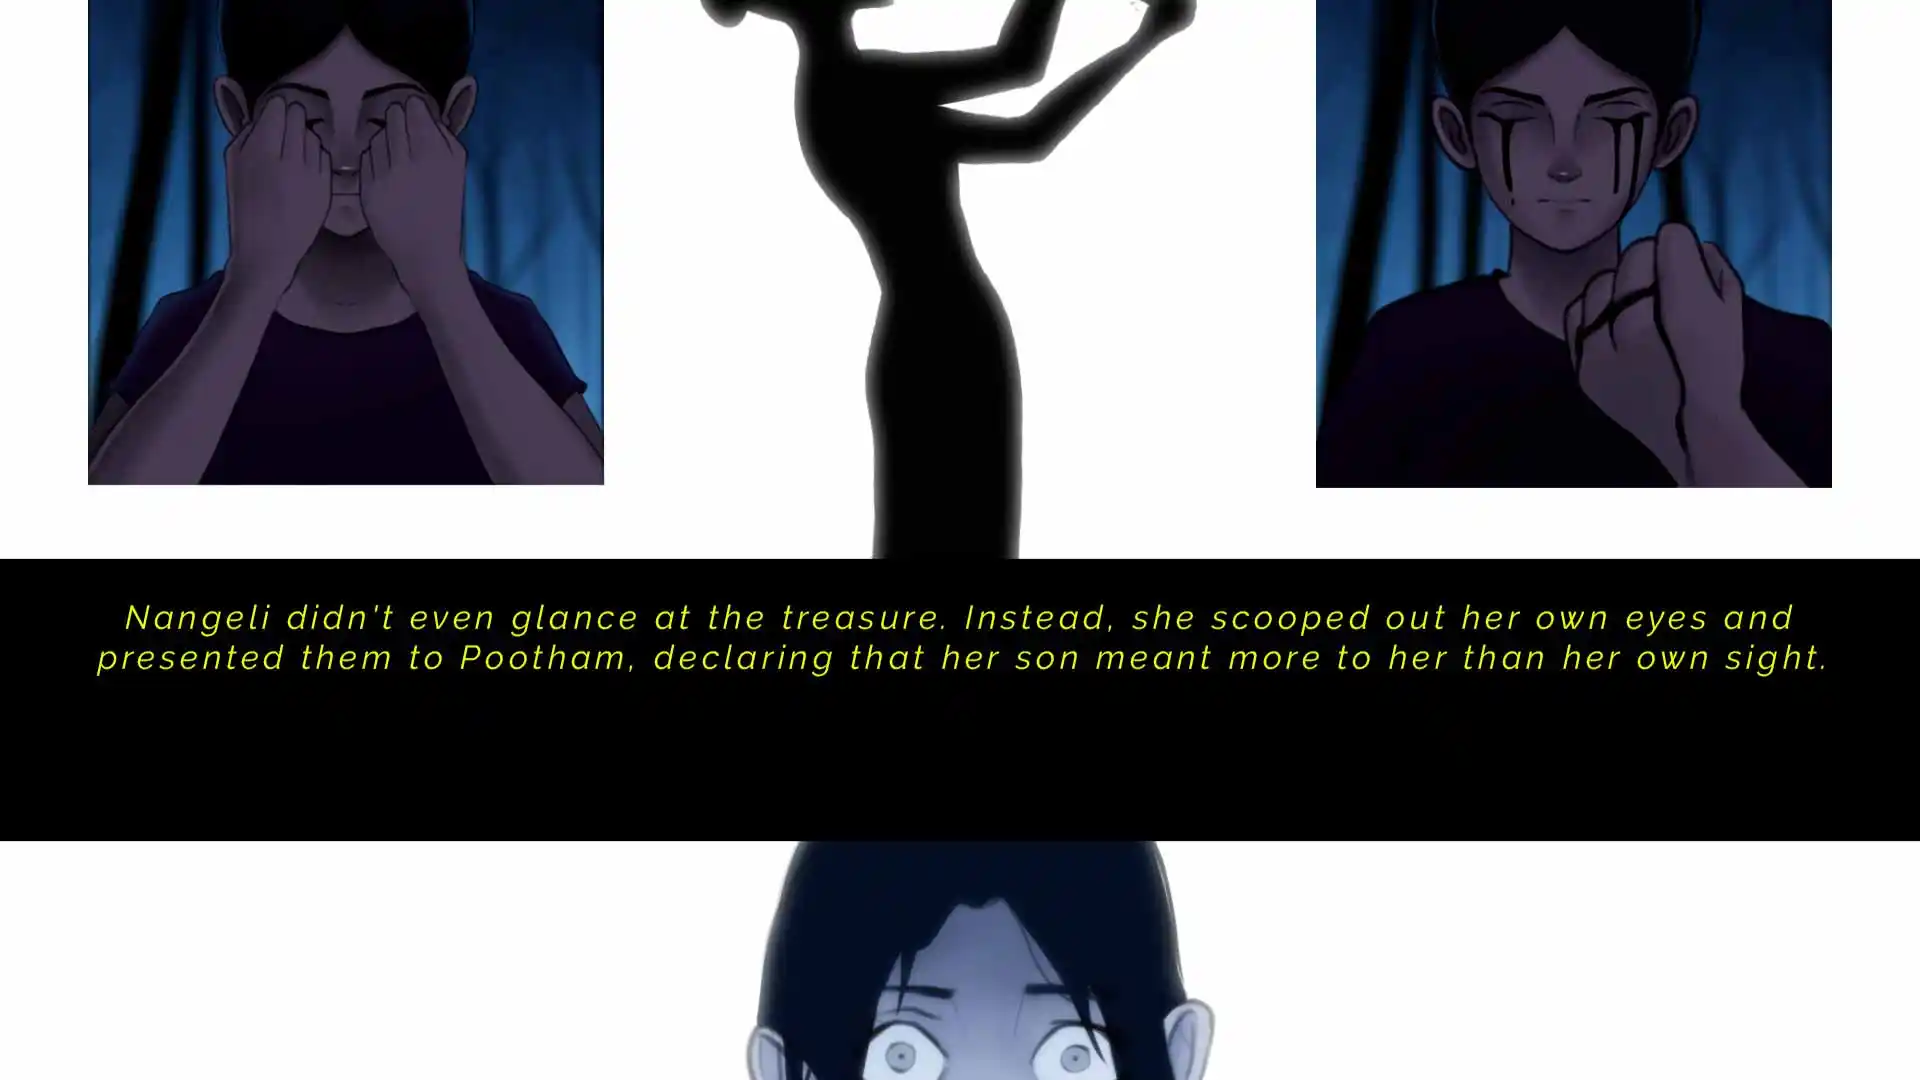 Nangeli didn't even glance at the treasure. Instead, she scooped out her own eyes and
presented them to Pootham, declaring that her son meant more to her than her own sight.